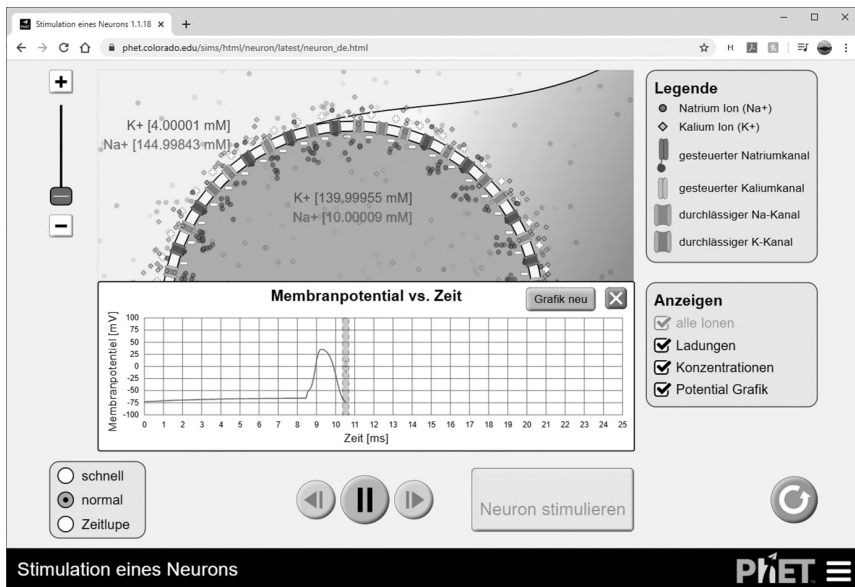 Stimulation eines Neurons 1.1.18
phet.colorado.edu/sims/html/neuron/latest/neuron_de.html
H
K+ [4.00001 mM]
Na+ [144.99843 mM]
K+ [139,99955 mM]
Na+ [10.00009 mM]
Legende
Natrium Ion (Na+)
Kalium Ion (K+)
gesteuerter Natriumkanal
gesteuerter Kaliumkanal
durchlässiger Na-Kanal
durchlässiger K-Kanal
Membranpotential vs. Zeit
Grafik neu
Membranpotentiel [mV]
100
75
50
25
0
-25
-50
-75
-100
0 1 2 3 4 5 6 7 8 9 10 11 12 13 14 15 16 17 18 19 20 21 22 23 24 25
Zeit [ms]
Anzeigen
alle Ionen
Ladungen
Konzentrationen
Potential Grafik
schnell
normal
Zeitlupe
Neuron stimulieren
Stimulation eines Neurons
PhET